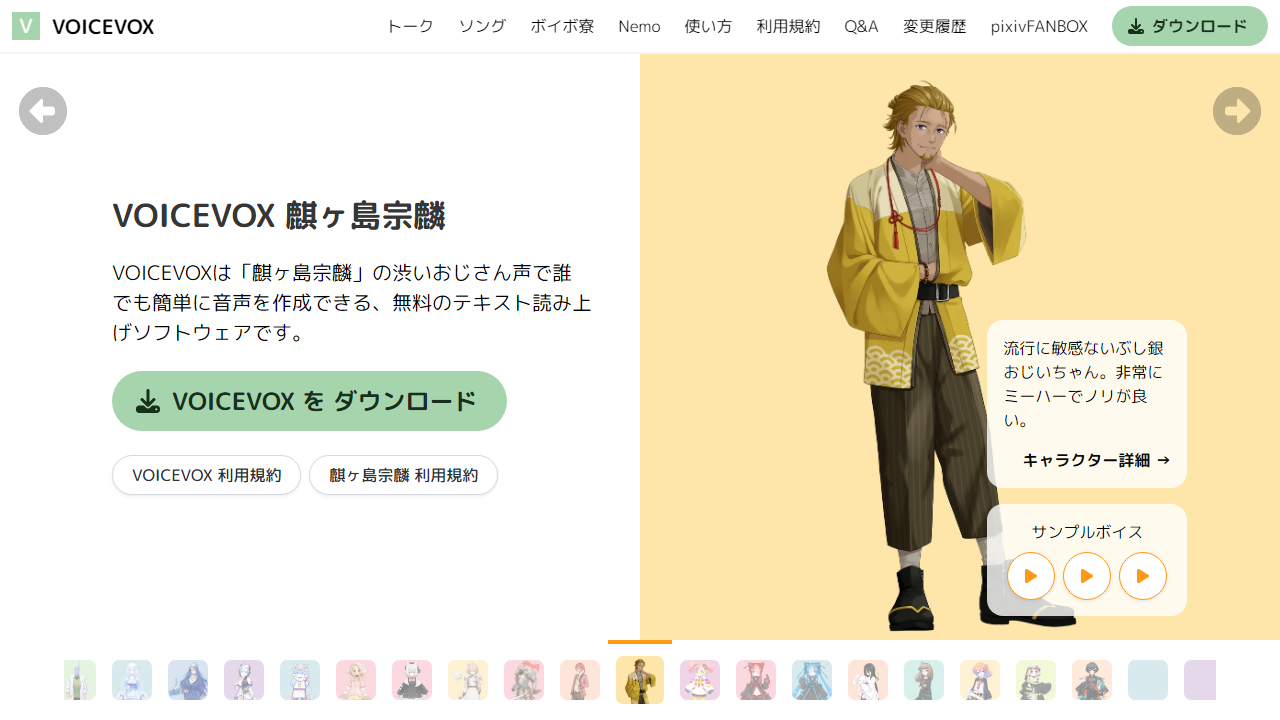 V VOICEVOX トーク ソング ボイボ寮 Nemo 使い方 利用規約 Q&A 変更履歴 pixivFANBOX ダウンロード
VOICEVOX 麒ヶ島宗麟
VOICEVOXは「麒ヶ島宗麟」の渋いおじさん声で誰
でも簡単に音声を作成できる、無料のテキスト読み上
げソフトウェアです。
VOICEVOX を ダウンロード
VOICEVOX 利用規約 麒ヶ島宗麟 利用規約
流行に敏感ないぶし銀
おじいちゃん。非常に
ミーハーでノリが良
い。
キャラクター詳細 →
サンプルボイス